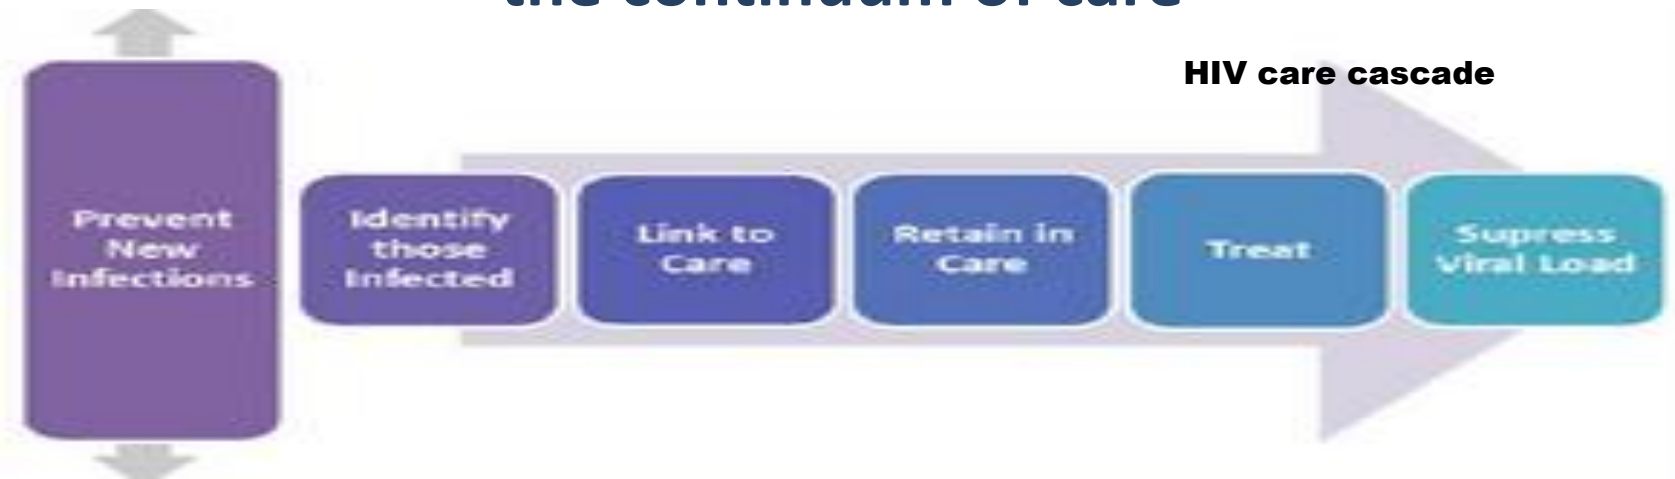 the continuum of care
HIV care cascade
Prevent
New
Infections
Identify
those
Infected
Link to
Care
Retain in
Care
Treat
Supress
Viral Load